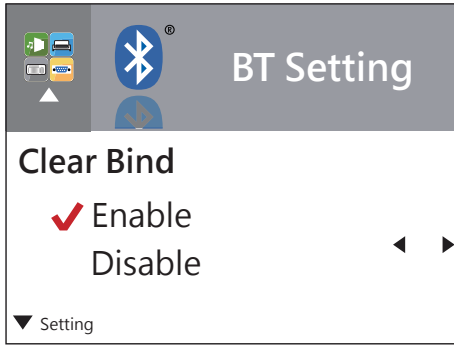 ®
BT Setting
Clear Bind
Enable
Disable
Setting